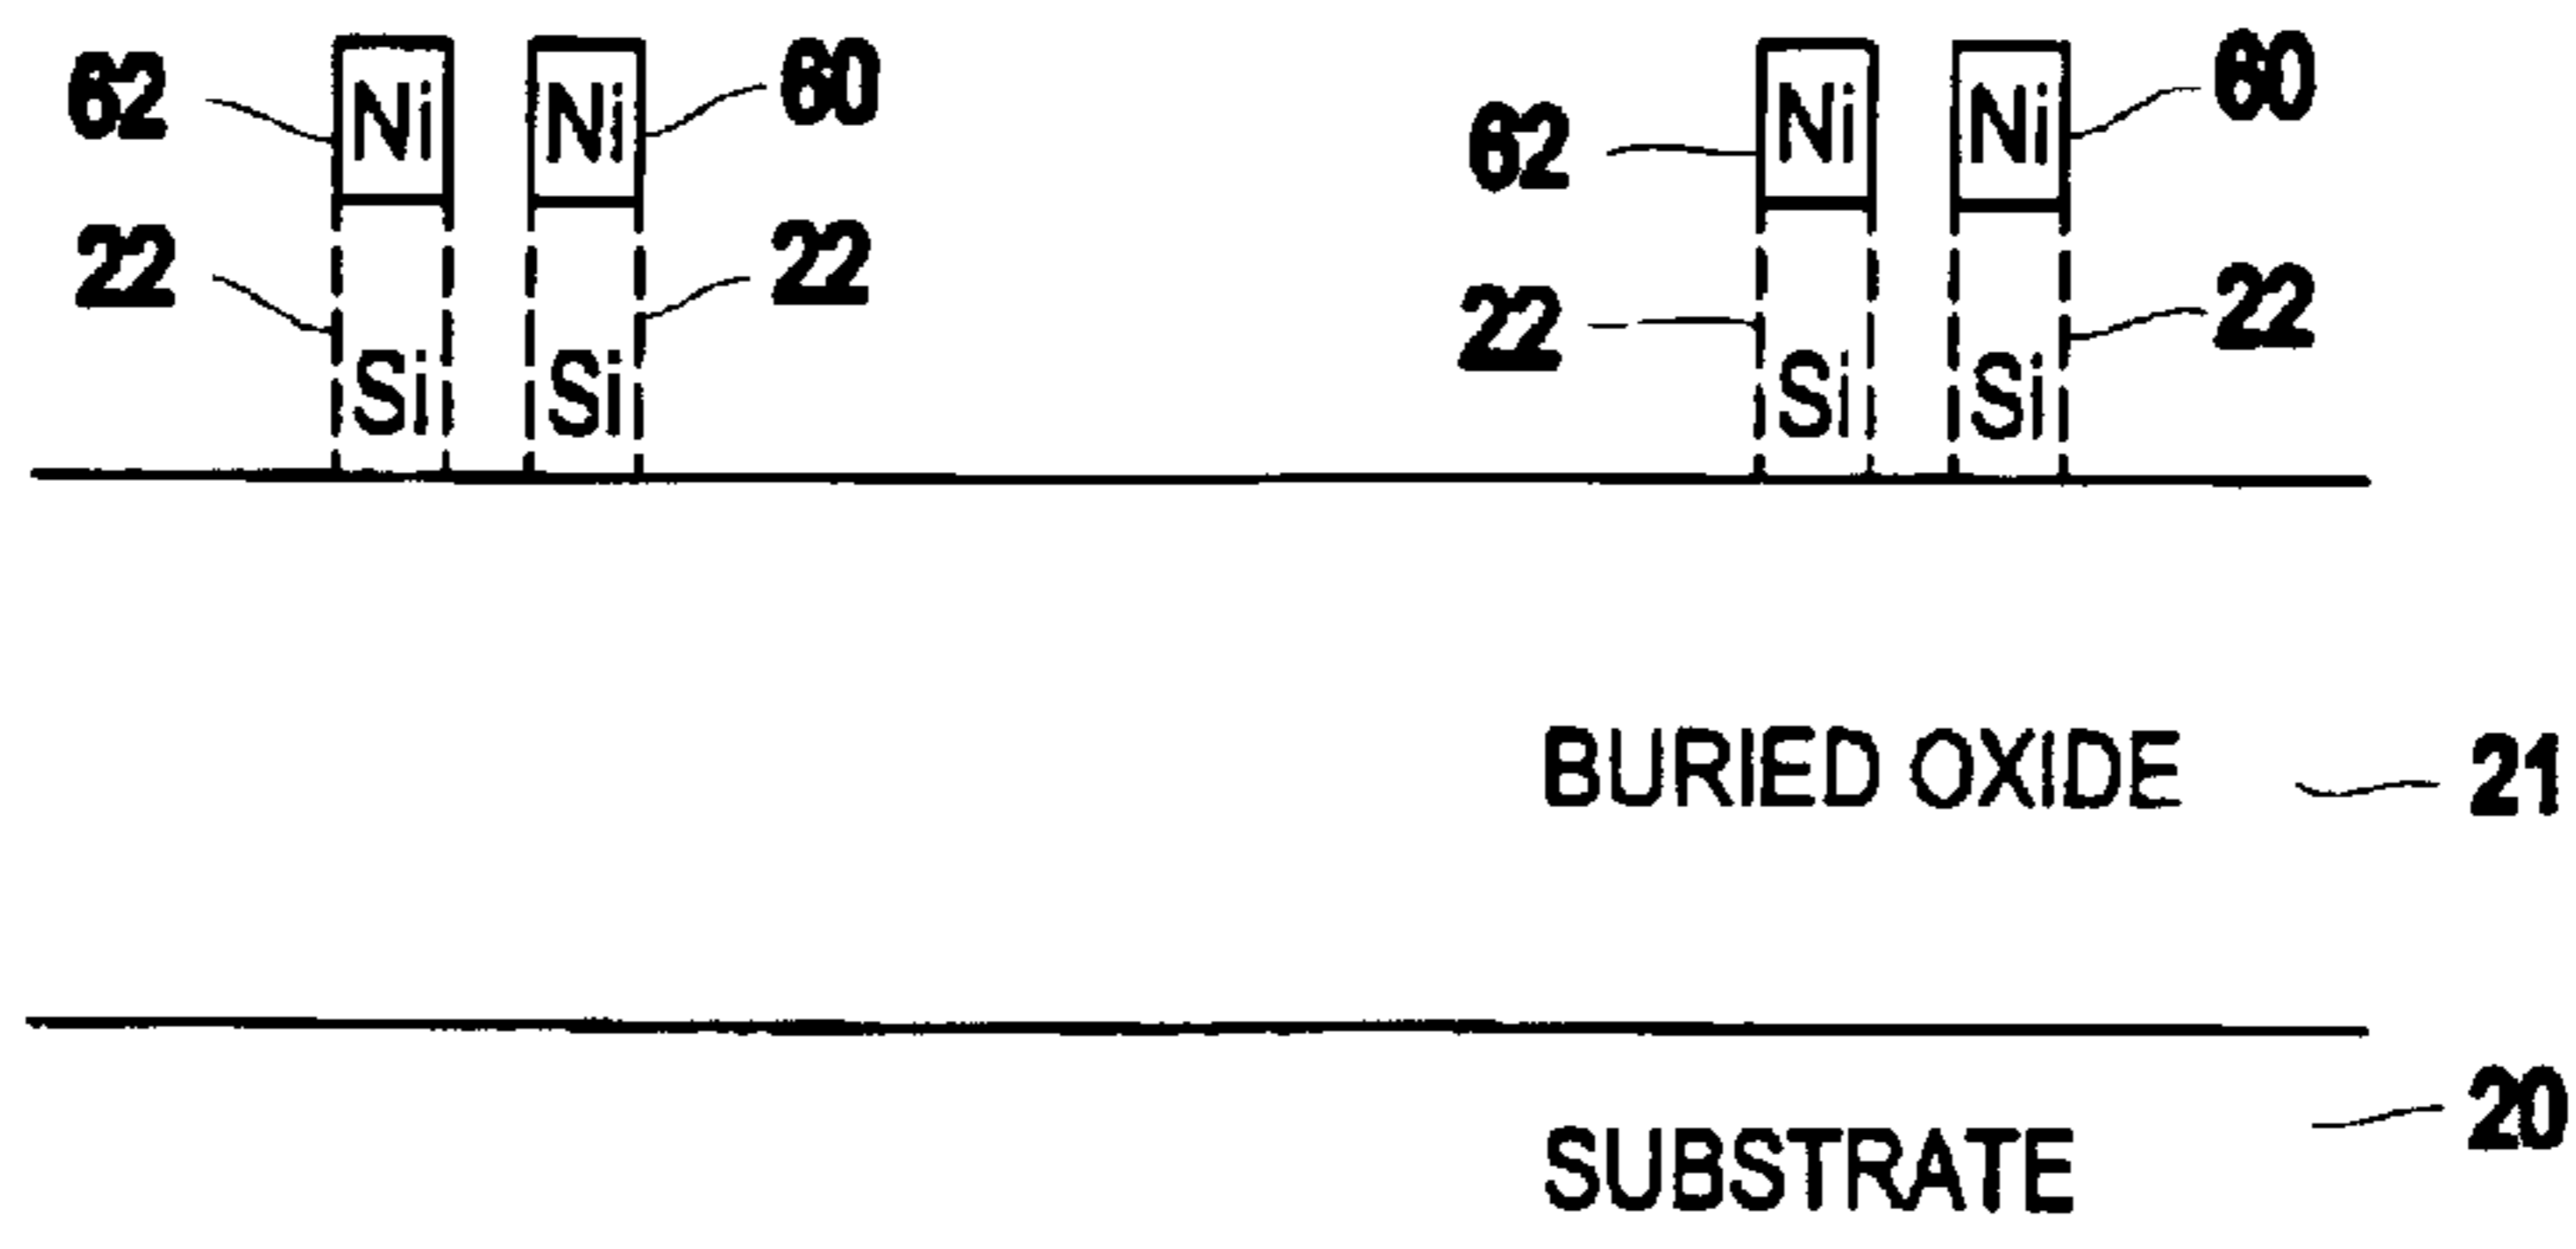 62 Ni Ni 60
62 Ni Ni 60
22 22
22 22
Si Si
Si Si
BURIED OXIDE 21
SUBSTRATE 20